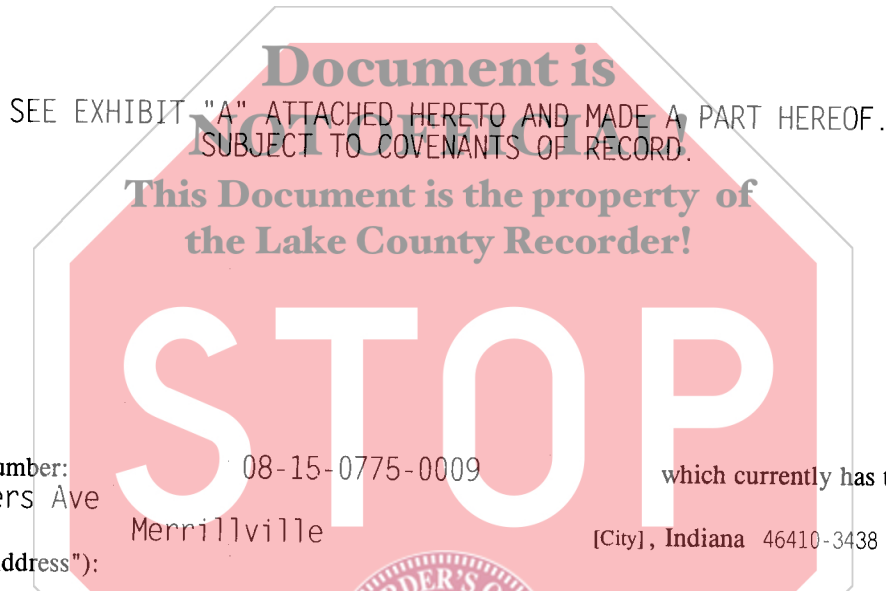 Document is
SEE EXHIBIT "A" ATTACHED HERETO AND MADE A PART HEREOF.
NOT OFFICIAL!
SUBJECT TO COVENANTS OF RECORD.
This Document is the property of
the Lake County Recorder!
STOP
umber: 08-15-0775-0009 which currently has t
ers Ave
Merrillville [City], Indiana 46410-3438
ddress"):
RDER'S O